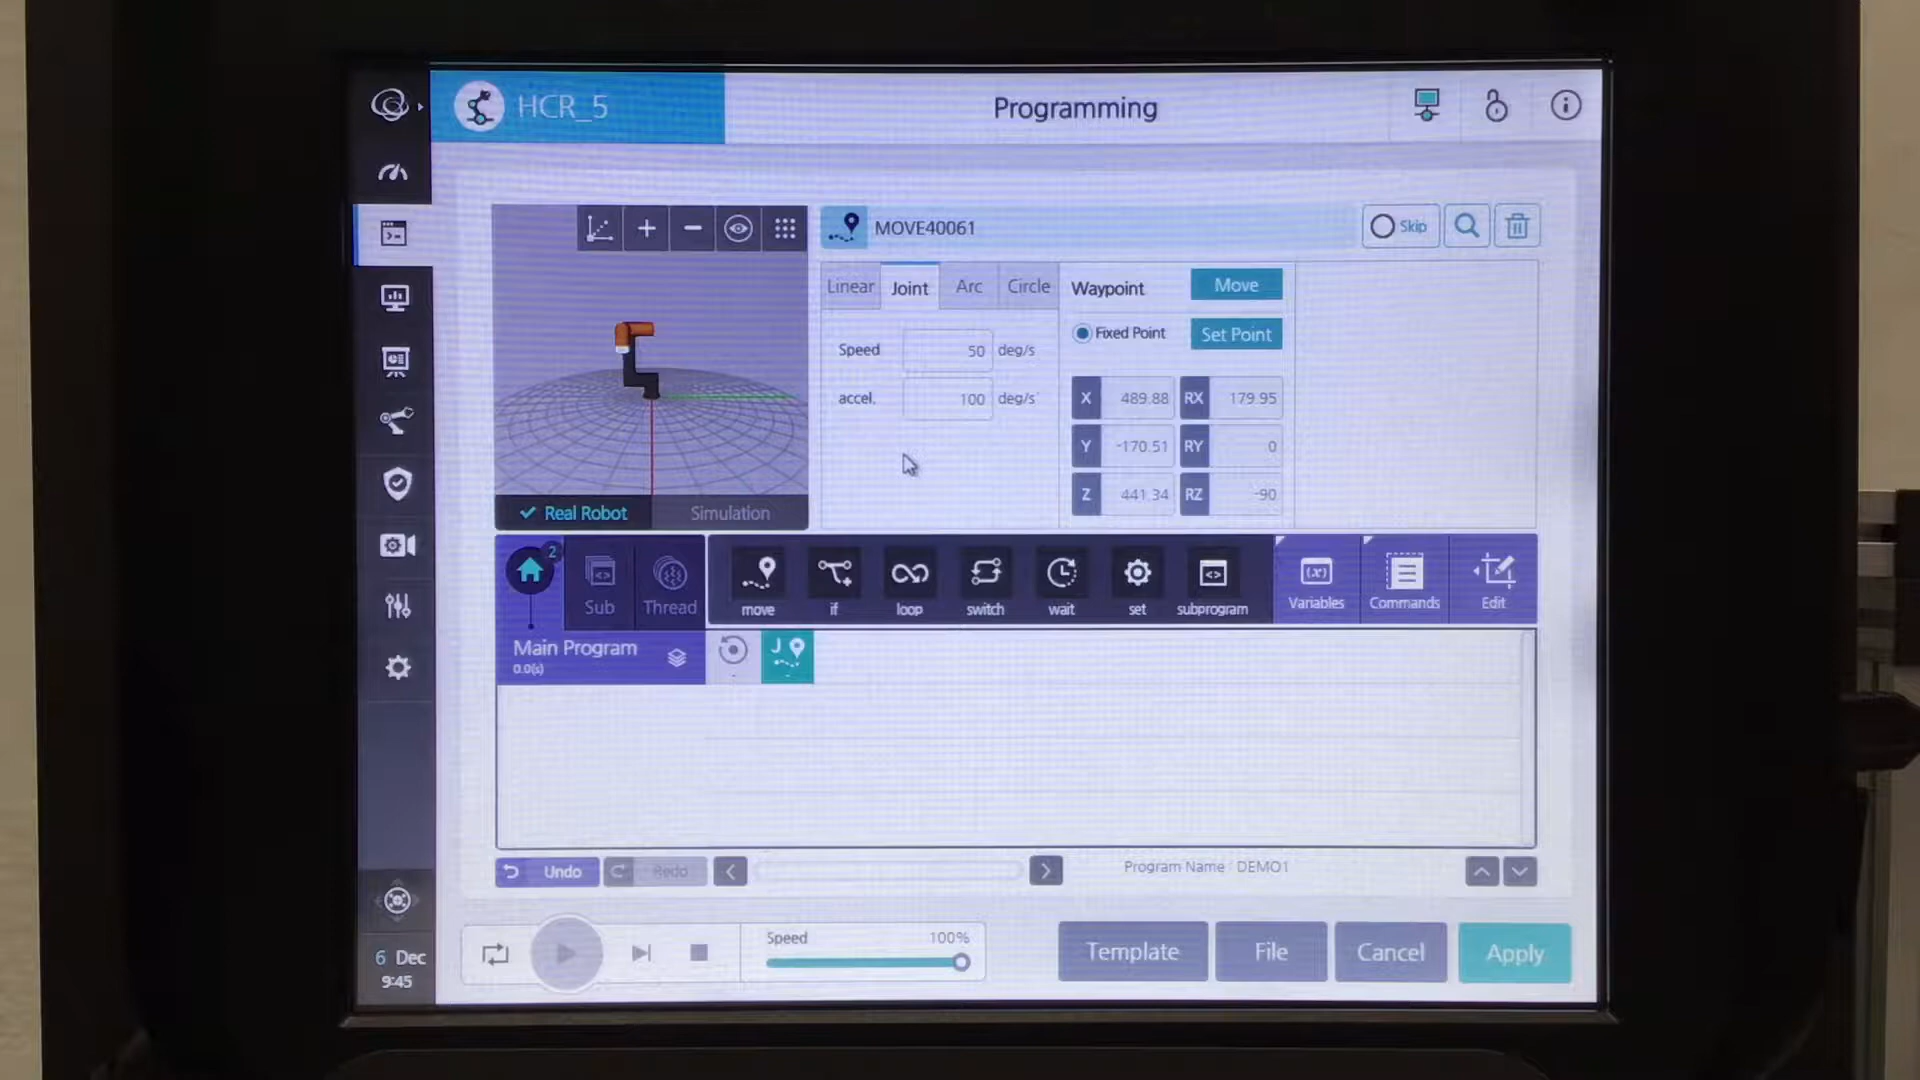 HCR_5
Programming
MOVE40061
Skip
Linear Joint Arc Circle
Waypoint Move
Fixed Point Set Point
Speed 50 deg/s
accel. 100 deg/s²
X 489.88 RX 179.95
Y -170.51 RY 0
Z 441.34 RZ -90
Real Robot Simulation
2
Sub Thread
move if loop switch wait set subprogram
Variables Commands Edit
Main Program
0.0(s)
J
Undo Redo
Program Name : DEMO1
Speed 100%
Template File Cancel Apply
6 Dec
9:45